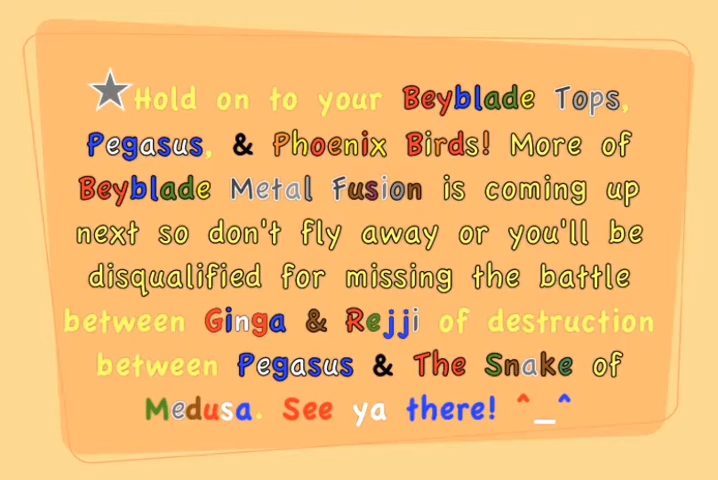 ★Hold on to your Beyblade Tops,
Pegasus, & Phoenix Birds! More of
Beyblade Metal Fusion is coming up
next so don't fly away or you'll be
disqualified for missing the battle
between Ginga & Rejji of destruction
between Pegasus & The Snake of
Medusa. See ya there! ^_^